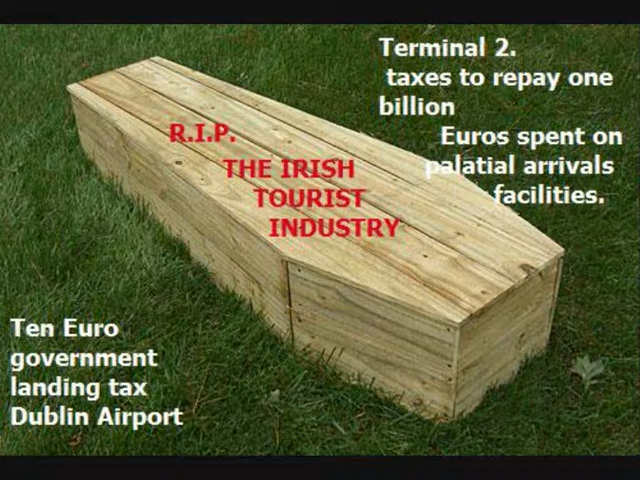 Terminal 2.
taxes to repay one
billion
Euros spent on
palatial arrivals
facilities.
R.I.P.
THE IRISH
TOURIST
INDUSTRY
Ten Euro
government
landing tax
Dublin Airport